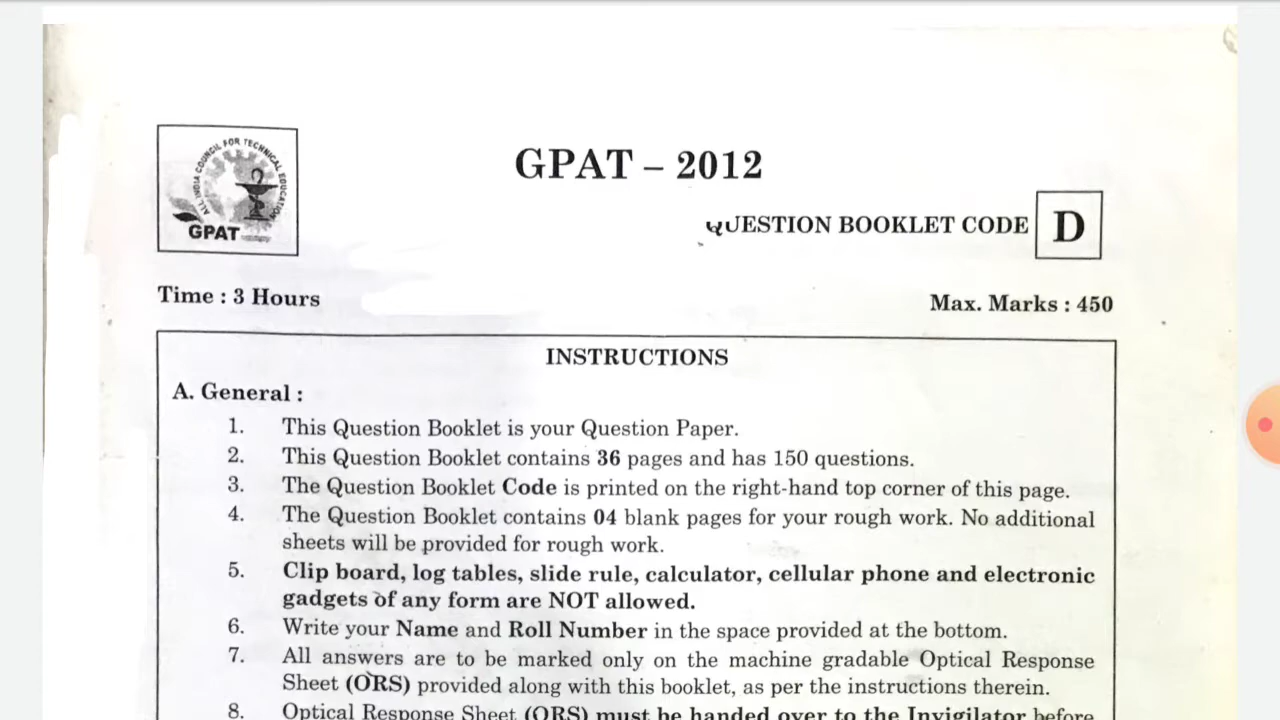 ALL INDIA COUNCIL FOR TECHNICAL EDUCATION
GPAT
GPAT – 2012
QUESTION BOOKLET CODE D
Time : 3 Hours
Max. Marks : 450
INSTRUCTIONS
A. General :
1. This Question Booklet is your Question Paper.
2. This Question Booklet contains 36 pages and has 150 questions.
3. The Question Booklet Code is printed on the right-hand top corner of this page.
4. The Question Booklet contains 04 blank pages for your rough work. No additional
sheets will be provided for rough work.
5. Clip board, log tables, slide rule, calculator, cellular phone and electronic
gadgets of any form are NOT allowed.
6. Write your Name and Roll Number in the space provided at the bottom.
7. All answers are to be marked only on the machine gradable Optical Response
Sheet (ORS) provided along with this booklet, as per the instructions therein.
8. Optical Response Sheet (ORS) must be handed over to the Invigilator before